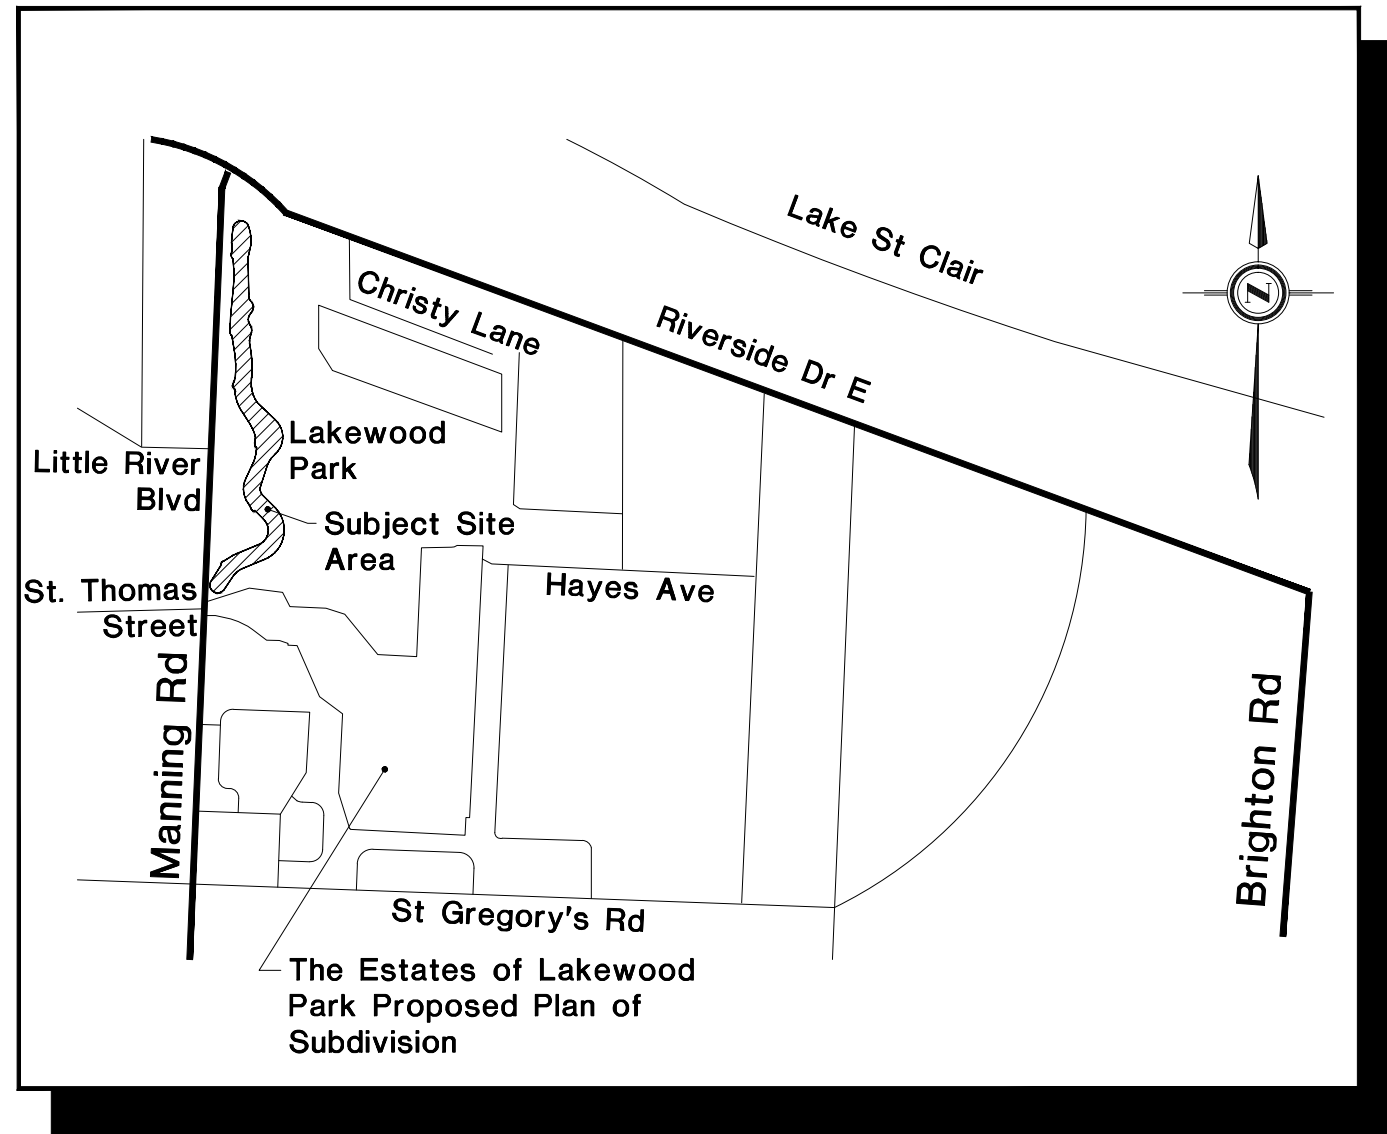 Lake St Clair
N
Christy Lane
Riverside Dr E
Lakewood
Park
Little River
Blvd
Subject Site
Area
St. Thomas
Street
Hayes Ave
Manning Rd
Brighton Rd
St Gregory's Rd
The Estates of Lakewood
Park Proposed Plan of
Subdivision